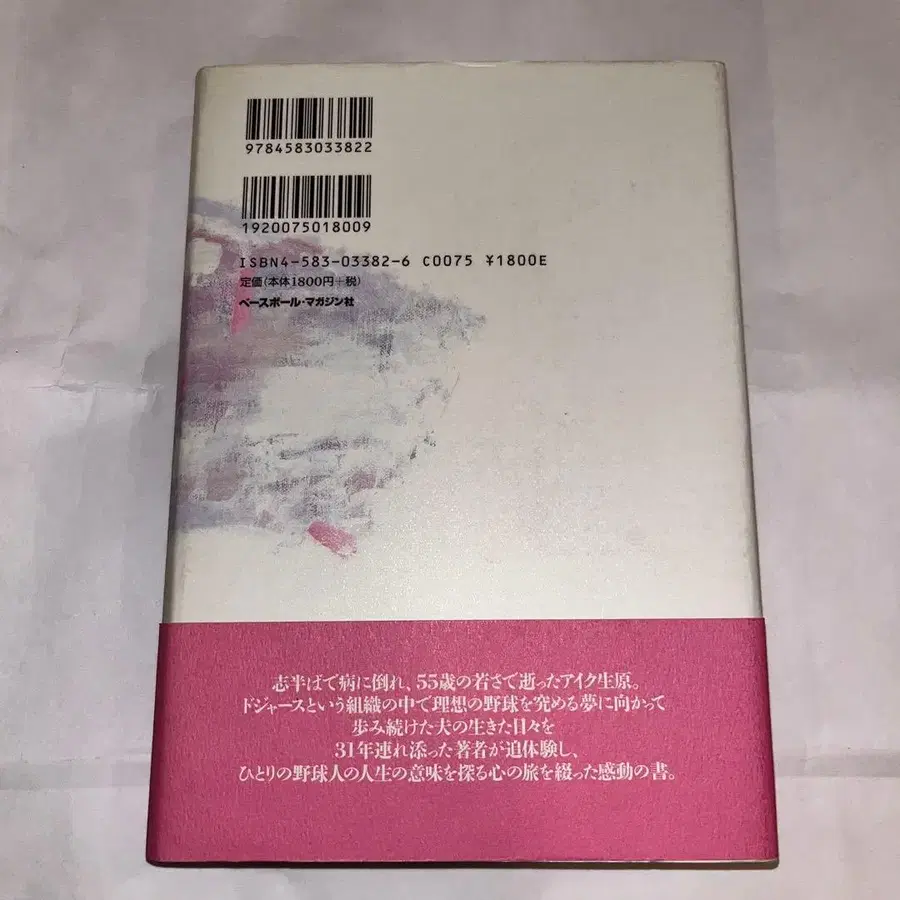 9784583033822
1920075018009
ISBN4-583-03382-6 C0075 ¥1800E
定価(本体1800円+税)
ベースボール・マガジン社
志半ばで病に倒れ、55歳の若さで逝ったアイク生原。
ドジャースという組織の中で理想の野球を究める夢に向かって
歩み続けた夫の生きた日々を
31年連れ添った著者が追体験し、
ひとりの野球人の人生の意味を探る心の旅を綴った感動の書。